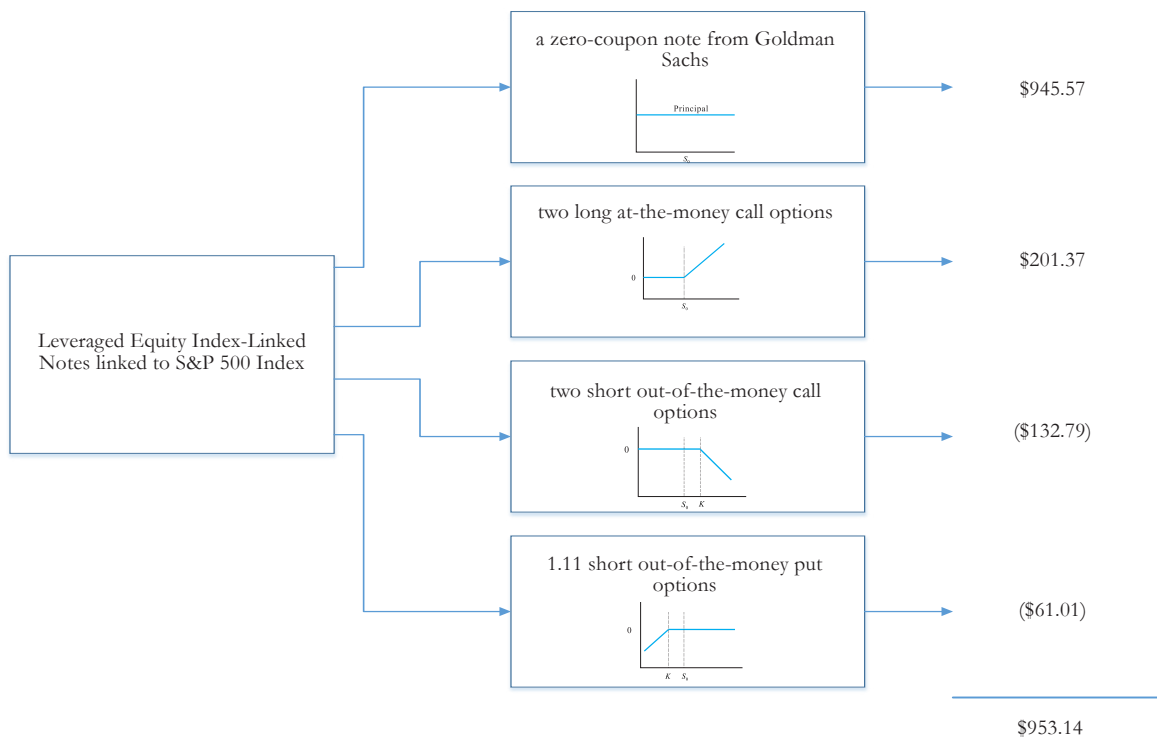 a zero-coupon note from Goldman
Sachs
Principal
S₀
$945.57
two long at-the-money call options
0
S₀
$201.37
Leveraged Equity Index-Linked
Notes linked to S&P 500 Index
two short out-of-the-money call
options
0
S₀ K
($132.79)
1.11 short out-of-the-money put
options
0
K S₀
($61.01)
$953.14